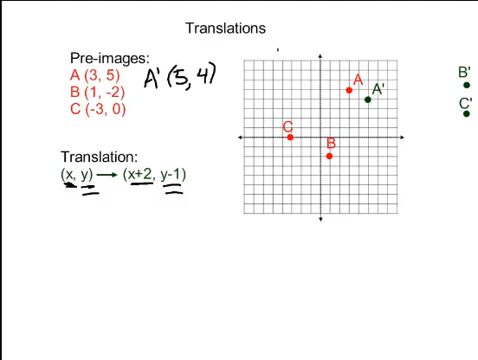 Translations
Pre-images:
A (3, 5)
B (1, -2)
C (-3, 0)
A' (5, 4)
Translation:
(x, y) → (x+2, y-1)
A
A'
C
B
B'
C'